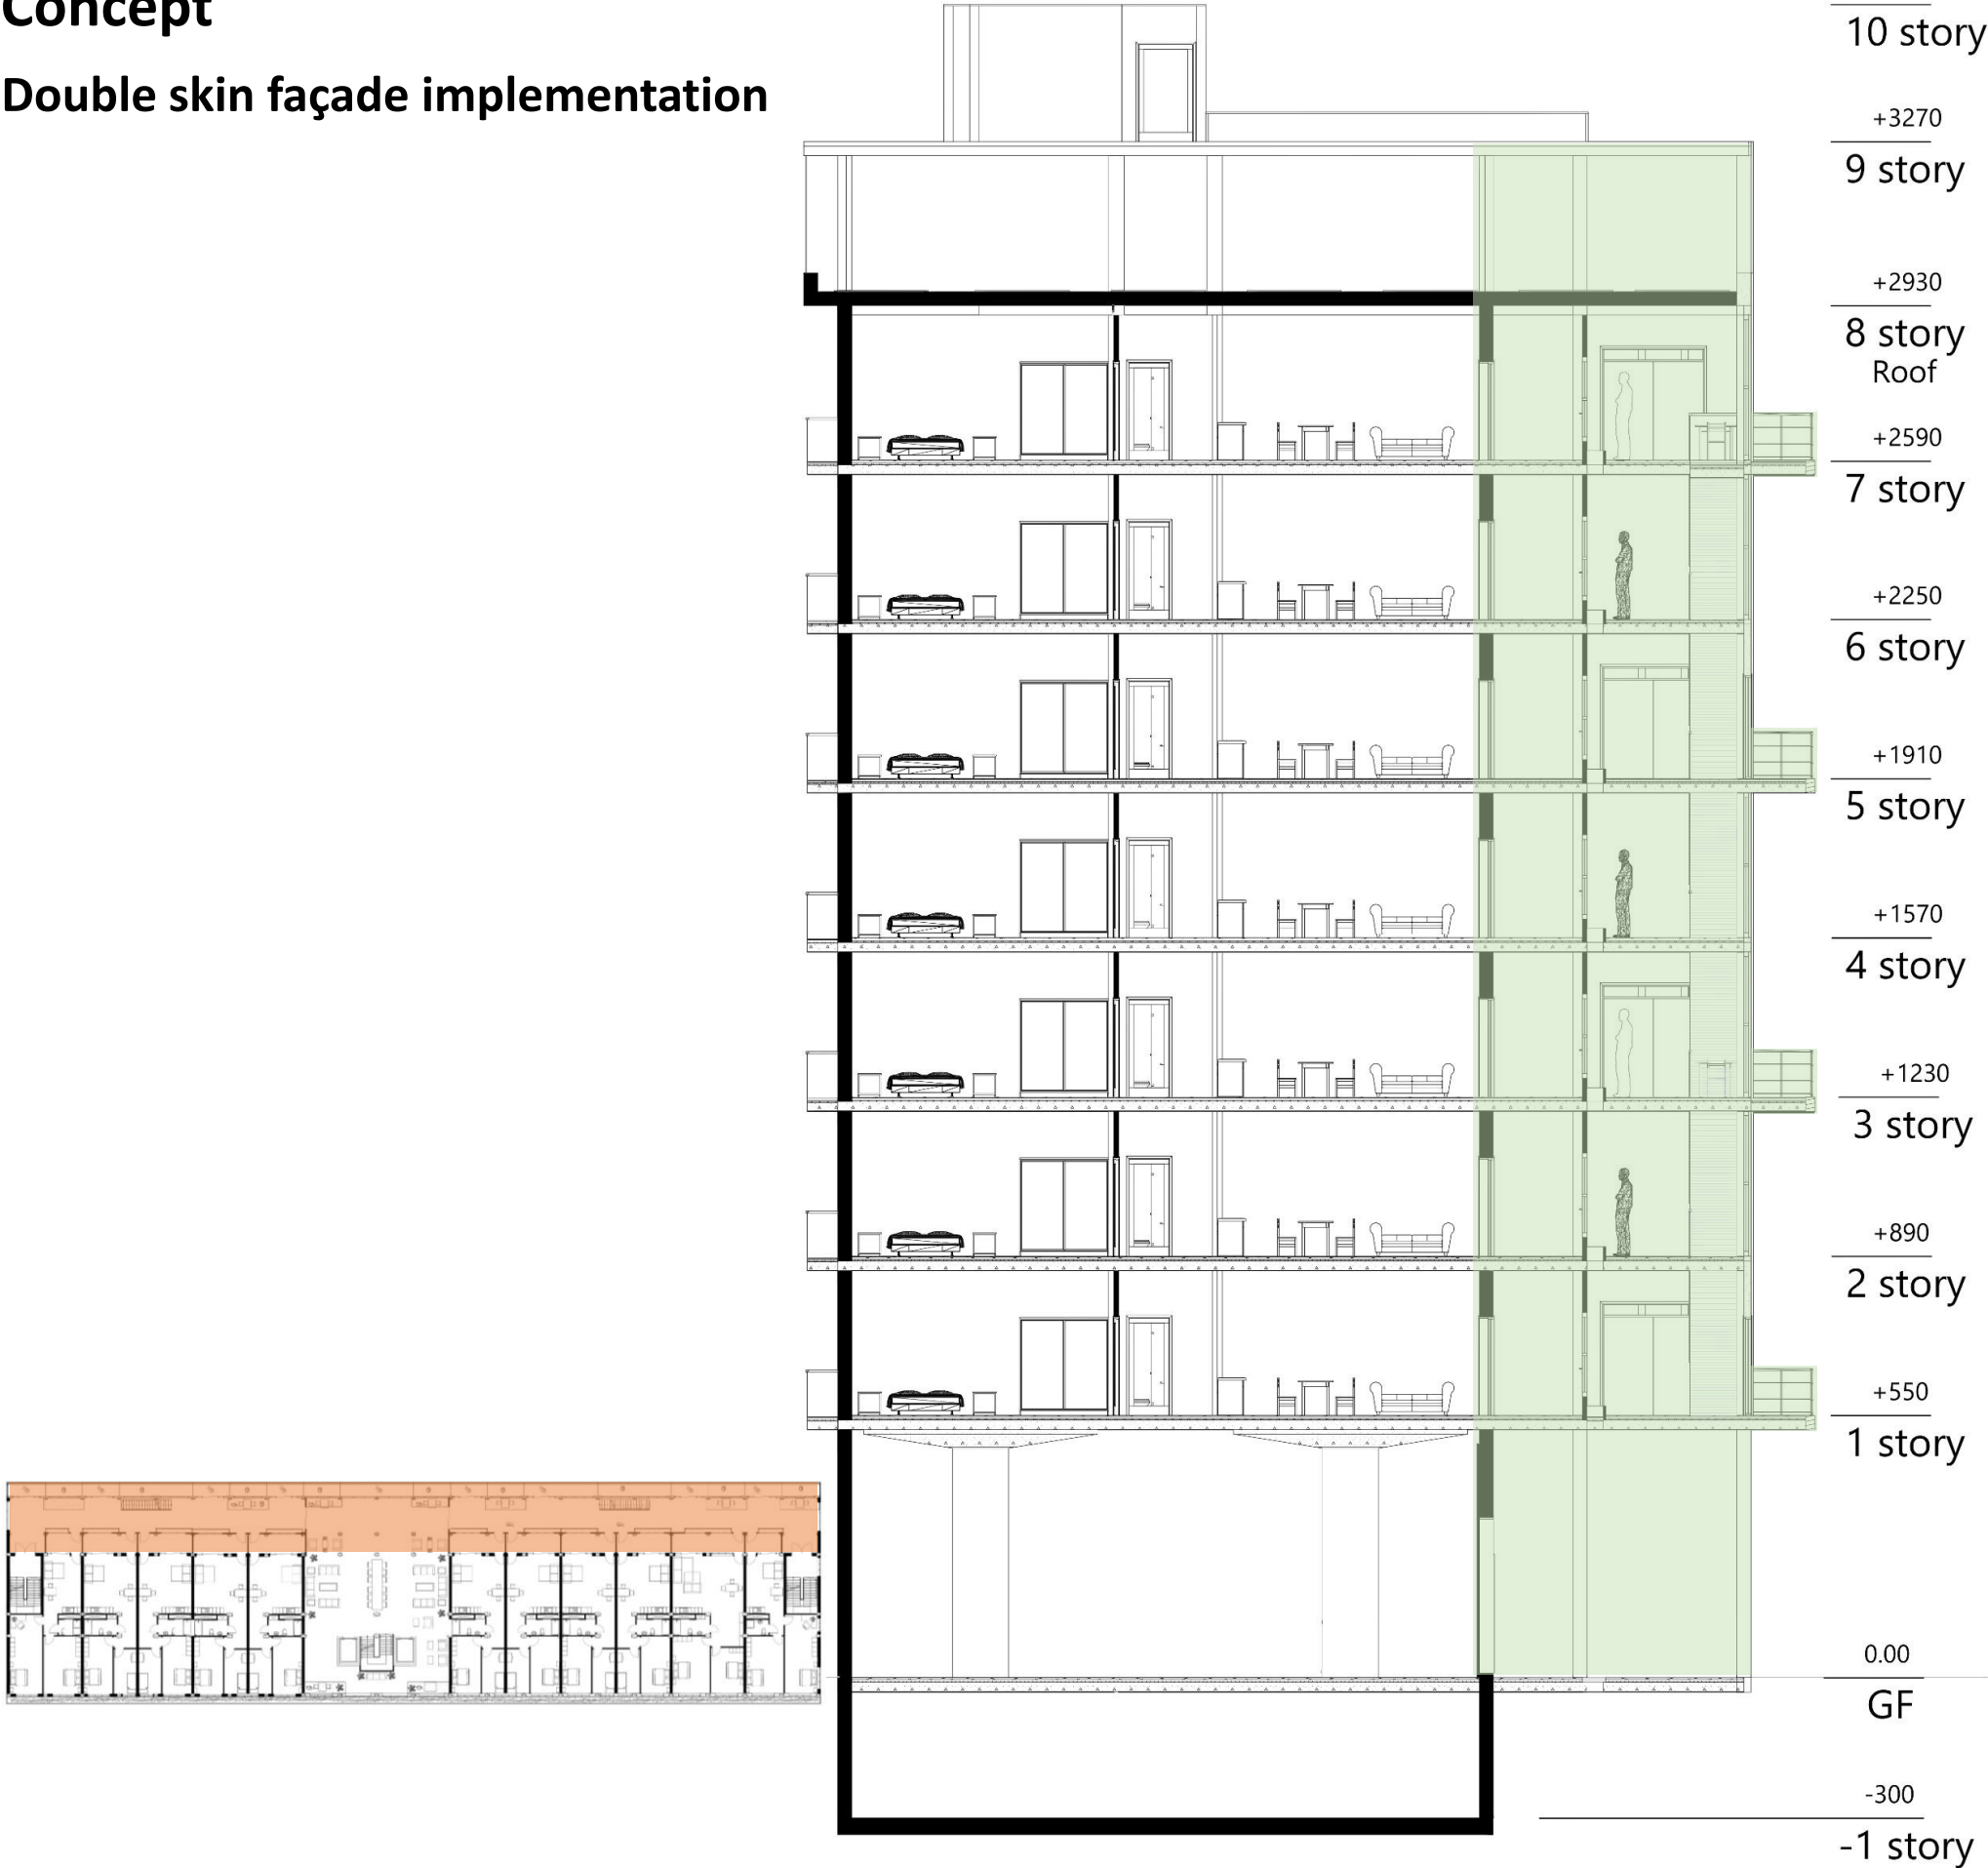 Concept
Double skin façade implementation
10 story
+3270
9 story
+2930
8 story
Roof
+2590
7 story
+2250
6 story
+1910
5 story
+1570
4 story
+1230
3 story
+890
2 story
+550
1 story
0.00
GF
-300
-1 story